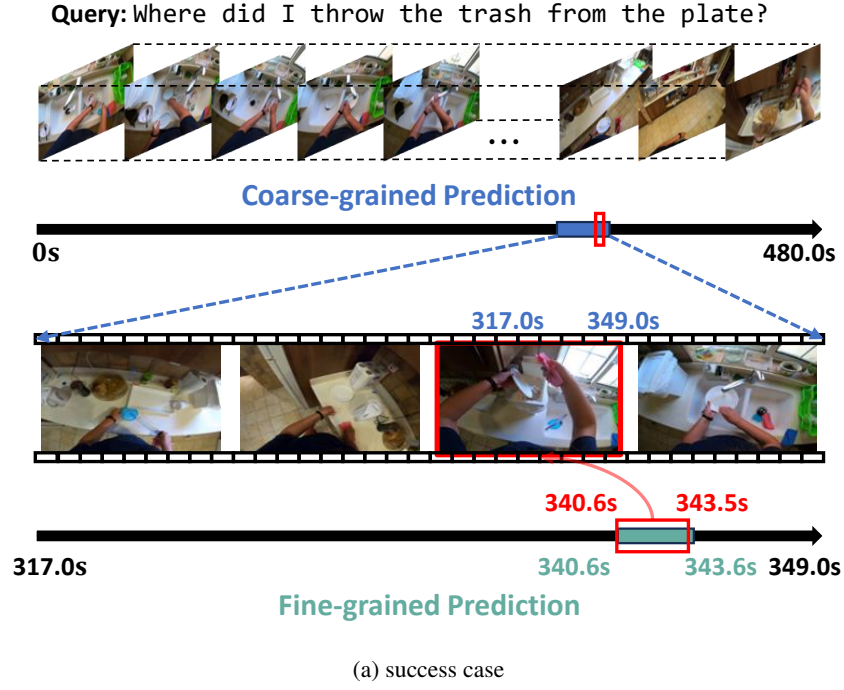 Query: Where did I throw the trash from the plate?
...
Coarse-grained Prediction
0s 480.0s
317.0s 349.0s
340.6s 343.5s
317.0s 340.6s 343.6s 349.0s
Fine-grained Prediction
(a) success case